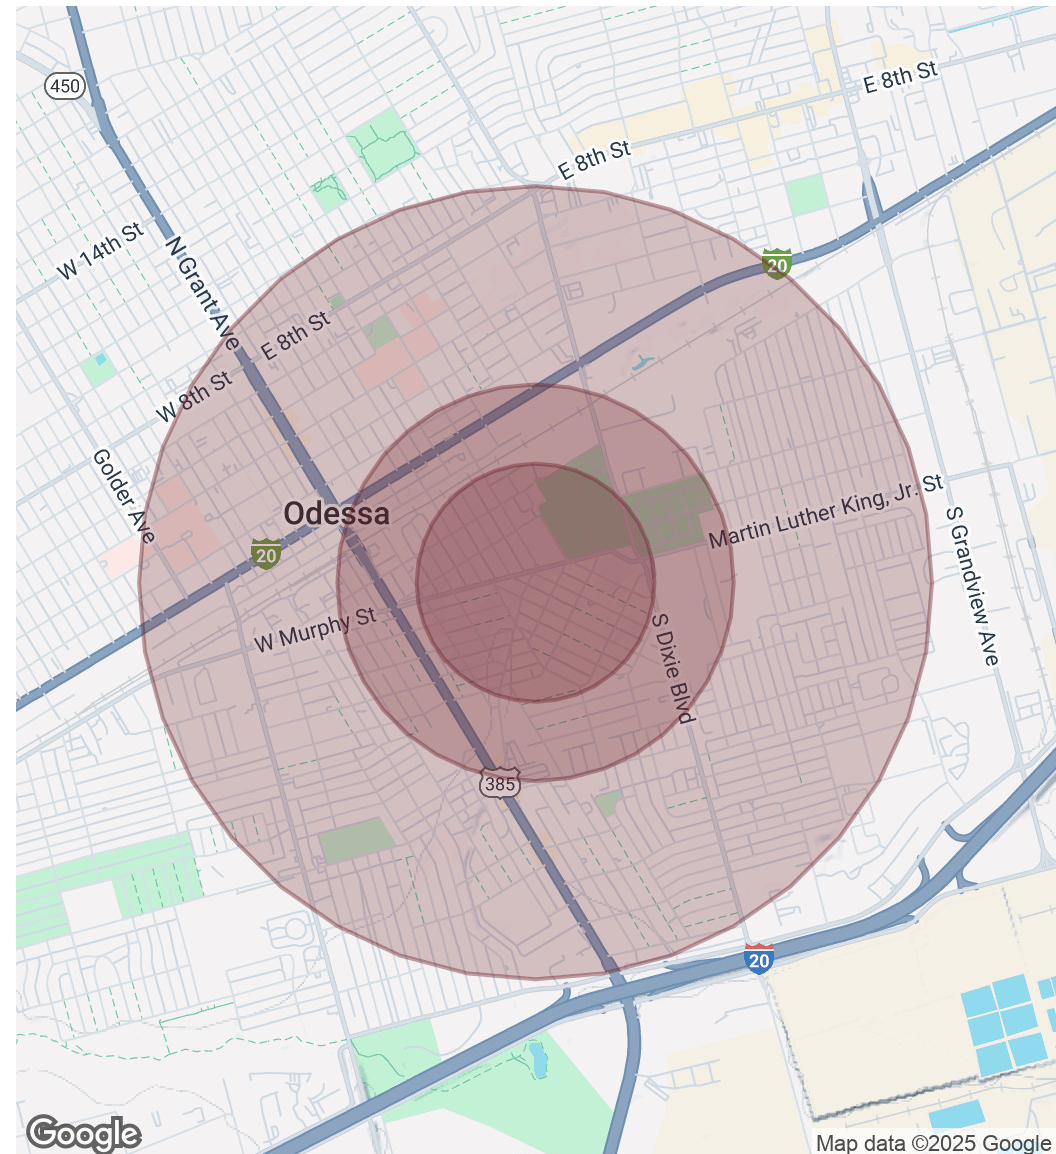 450
E 8th St
E 8th St
W 14th St
N Grant Ave
20
E 8th St
W 8th St
Golder Ave
Odessa
Martin Luther King, Jr. St
20
S Grandview Ave
W Murphy St
S Dixie Blvd
385
20
Google
Map data ©2025 Google